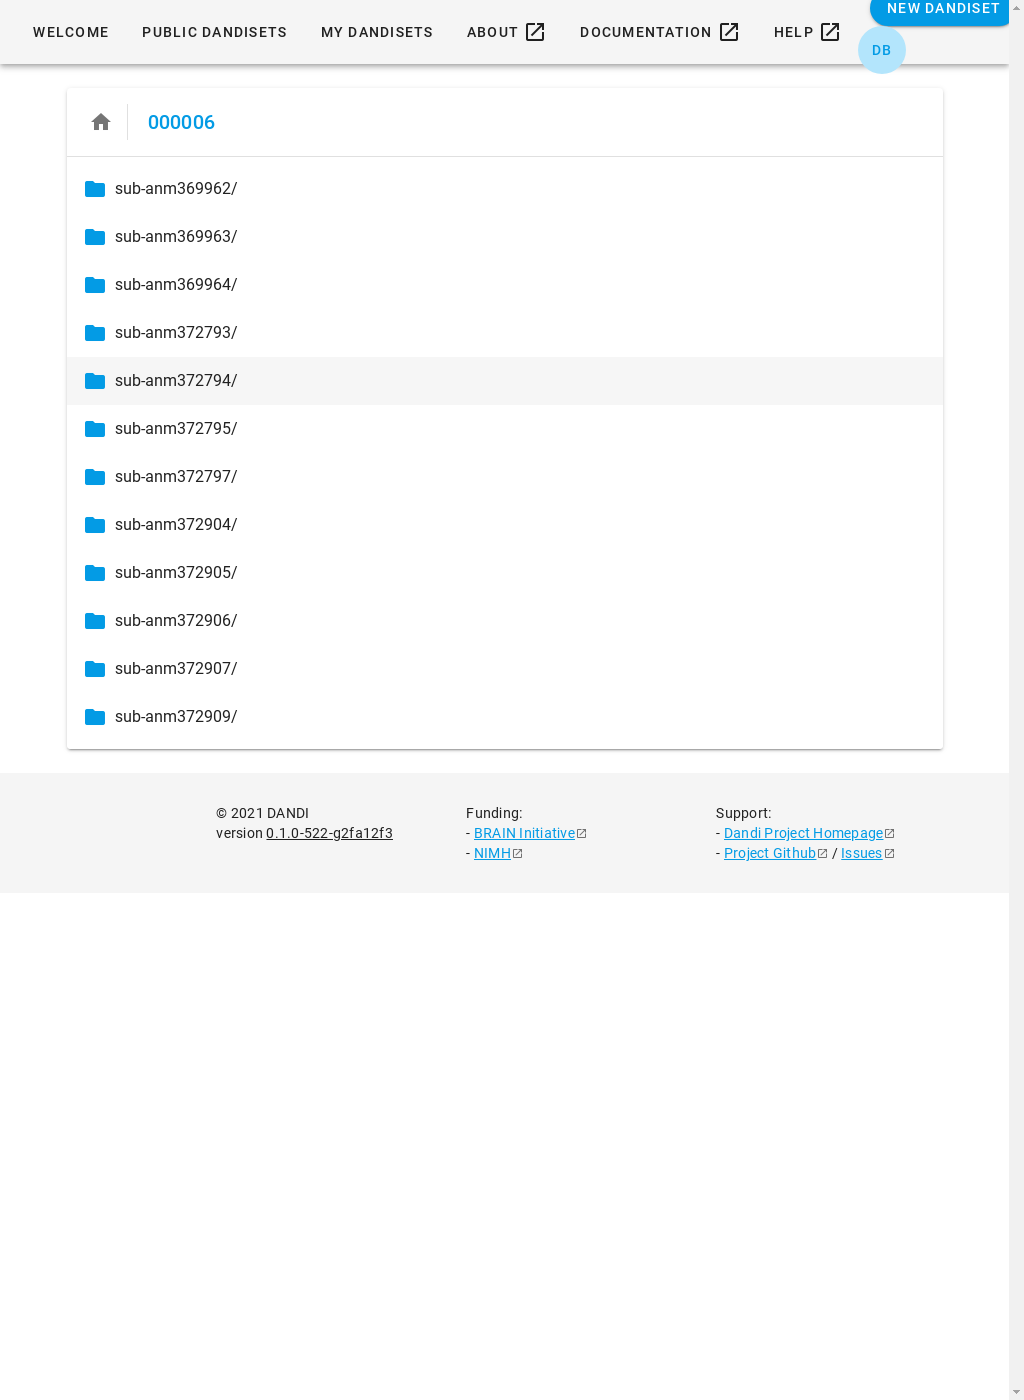 WELCOME
PUBLIC DANDISETS
MY DANDISETS
ABOUT
DOCUMENTATION
HELP
NEW DANDISET
DB
000006
sub-anm369962/
sub-anm369963/
sub-anm369964/
sub-anm372793/
sub-anm372794/
sub-anm372795/
sub-anm372797/
sub-anm372904/
sub-anm372905/
sub-anm372906/
sub-anm372907/
sub-anm372909/
© 2021 DANDI
version 0.1.0-522-g2fa12f3
Funding:
- BRAIN Initiative
- NIMH
Support:
- Dandi Project Homepage
- Project Github / Issues